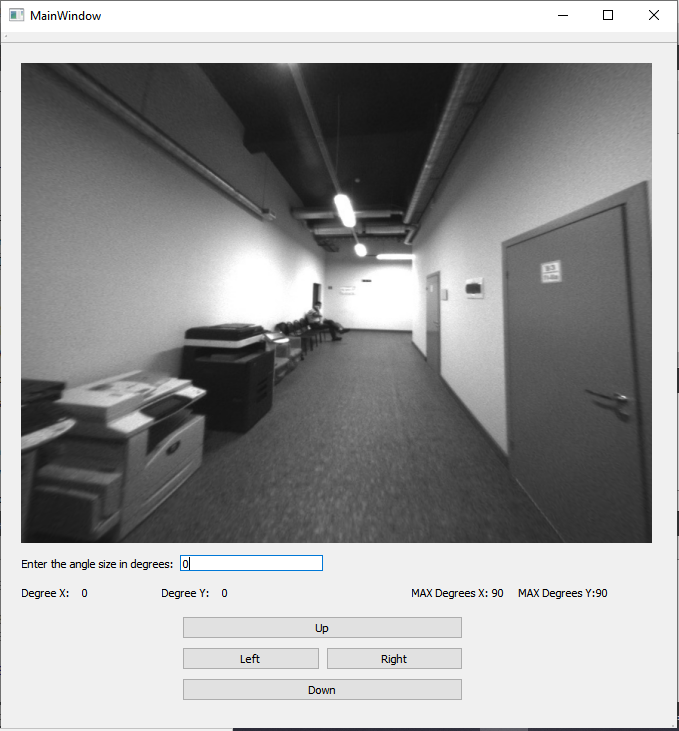 MainWindow
Enter the angle size in degrees: 0
Degree X: 0 Degree Y: 0 MAX Degrees X: 90 MAX Degrees Y:90
Up
Left Right
Down